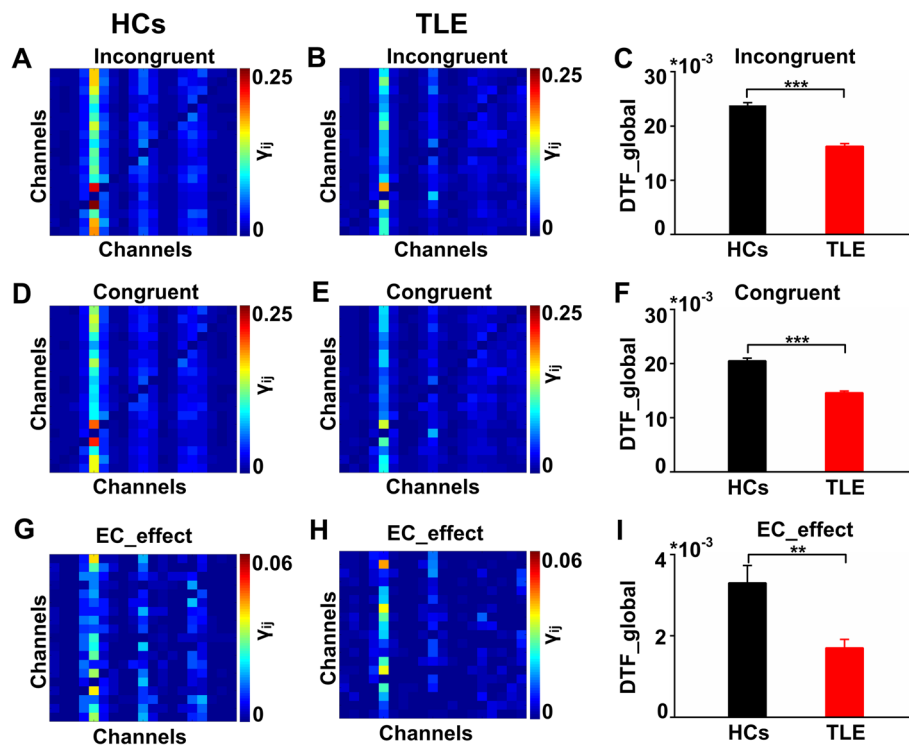 HCs TLE
A Incongruent B Incongruent C Incongruent
Channels 0.25 γij 0 Channels
Channels 0.25 γij 0 Channels
*10-3 30 20 10 0 DTF_global *** HCs TLE
D Congruent E Congruent F Congruent
Channels 0.25 γij 0 Channels
Channels 0.25 γij 0 Channels
*10-3 30 20 10 0 DTF_global *** HCs TLE
G EC_effect H EC_effect I EC_effect
Channels 0.06 γij 0 Channels
Channels 0.06 γij 0 Channels
*10-3 4 2 0 DTF_global ** HCs TLE